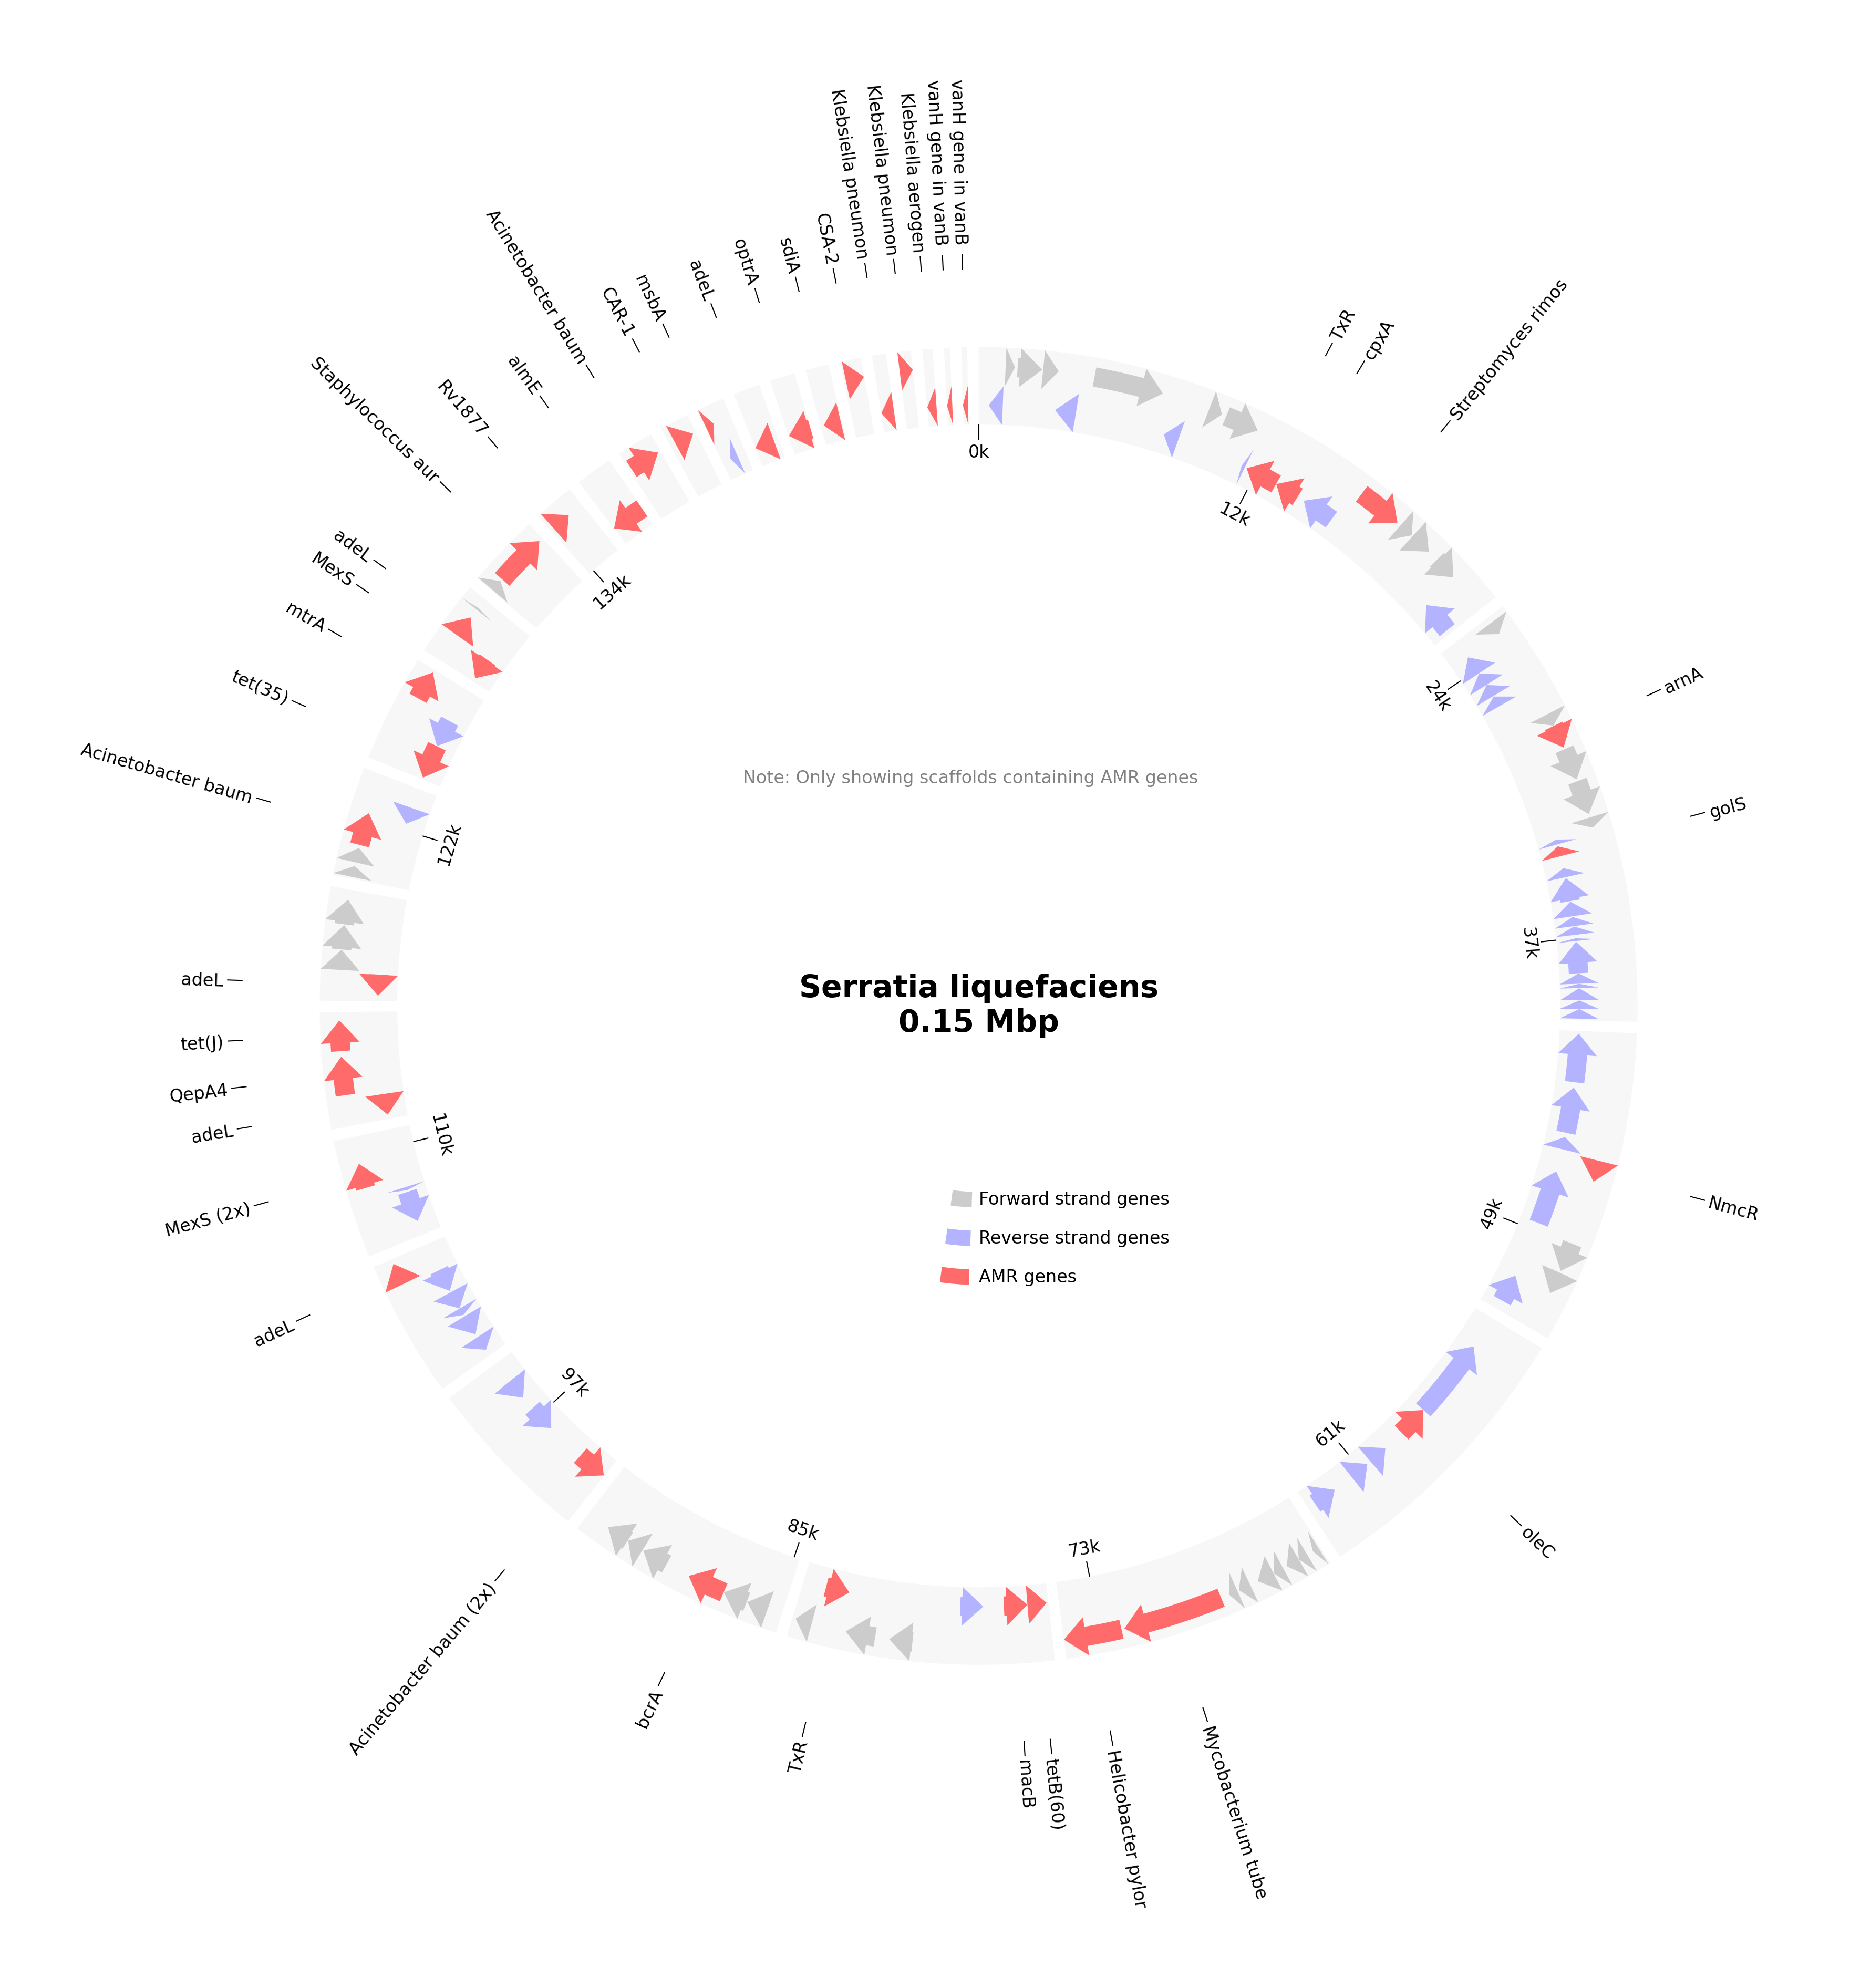 Serratia liquefaciens
0.15 Mbp
Note: Only showing scaffolds containing AMR genes
Forward strand genes
Reverse strand genes
AMR genes
0k
12k
24k
37k
49k
61k
73k
85k
97k
110k
122k
134k
TxR
cpxA
Streptomyces rimos
arnA
golS
NmcR
oleC
Mycobacterium tube
Helicobacter pylor
tetB(60)
macB
TxR
bcrA
Acinetobacter baum (2x)
adeL
MexS (2x)
adeL
QepA4
tet(J)
adeL
Acinetobacter baum
tet(35)
mtrA
MexS
adeL
Staphylococcus aur
Rv1877
almE
Acinetobacter baum
CAR-1
msbA
adeL
optrA
sdiA
CSA-2
Klebsiella pneumon
Klebsiella pneumon
Klebsiella aerogen
vanH gene in vanB
vanH gene in vanB